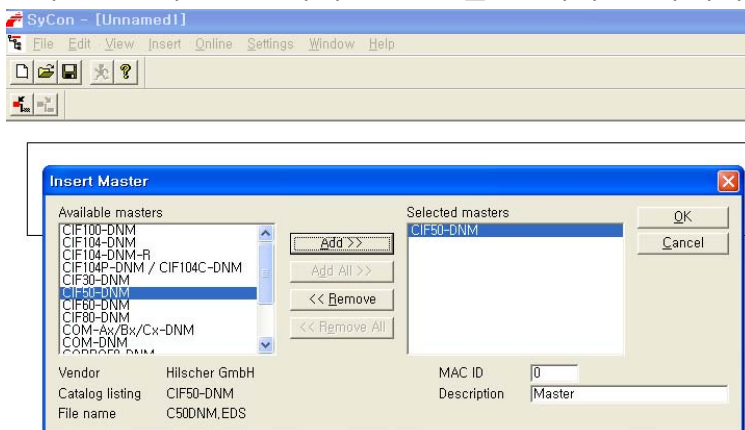 SyCon - [Unnamed1]
File Edit View Insert Online Settings Window Help
Insert Master
Available masters
CIF100-DNM
CIF104-DNM
CIF104-DNM-R
CIF104P-DNM / CIF104C-DNM
CIF30-DNM
CIF50-DNM
CIF60-DNM
CIF80-DNM
COM-Ax/Bx/Cx-DNM
COM-DNM
Add >>
Add All >>
<< Remove
<< Remove All
Selected masters
CIF50-DNM
OK
Cancel
Vendor Hilscher GmbH
Catalog listing CIF50-DNM
File name C50DNM.EDS
MAC ID 0
Description Master